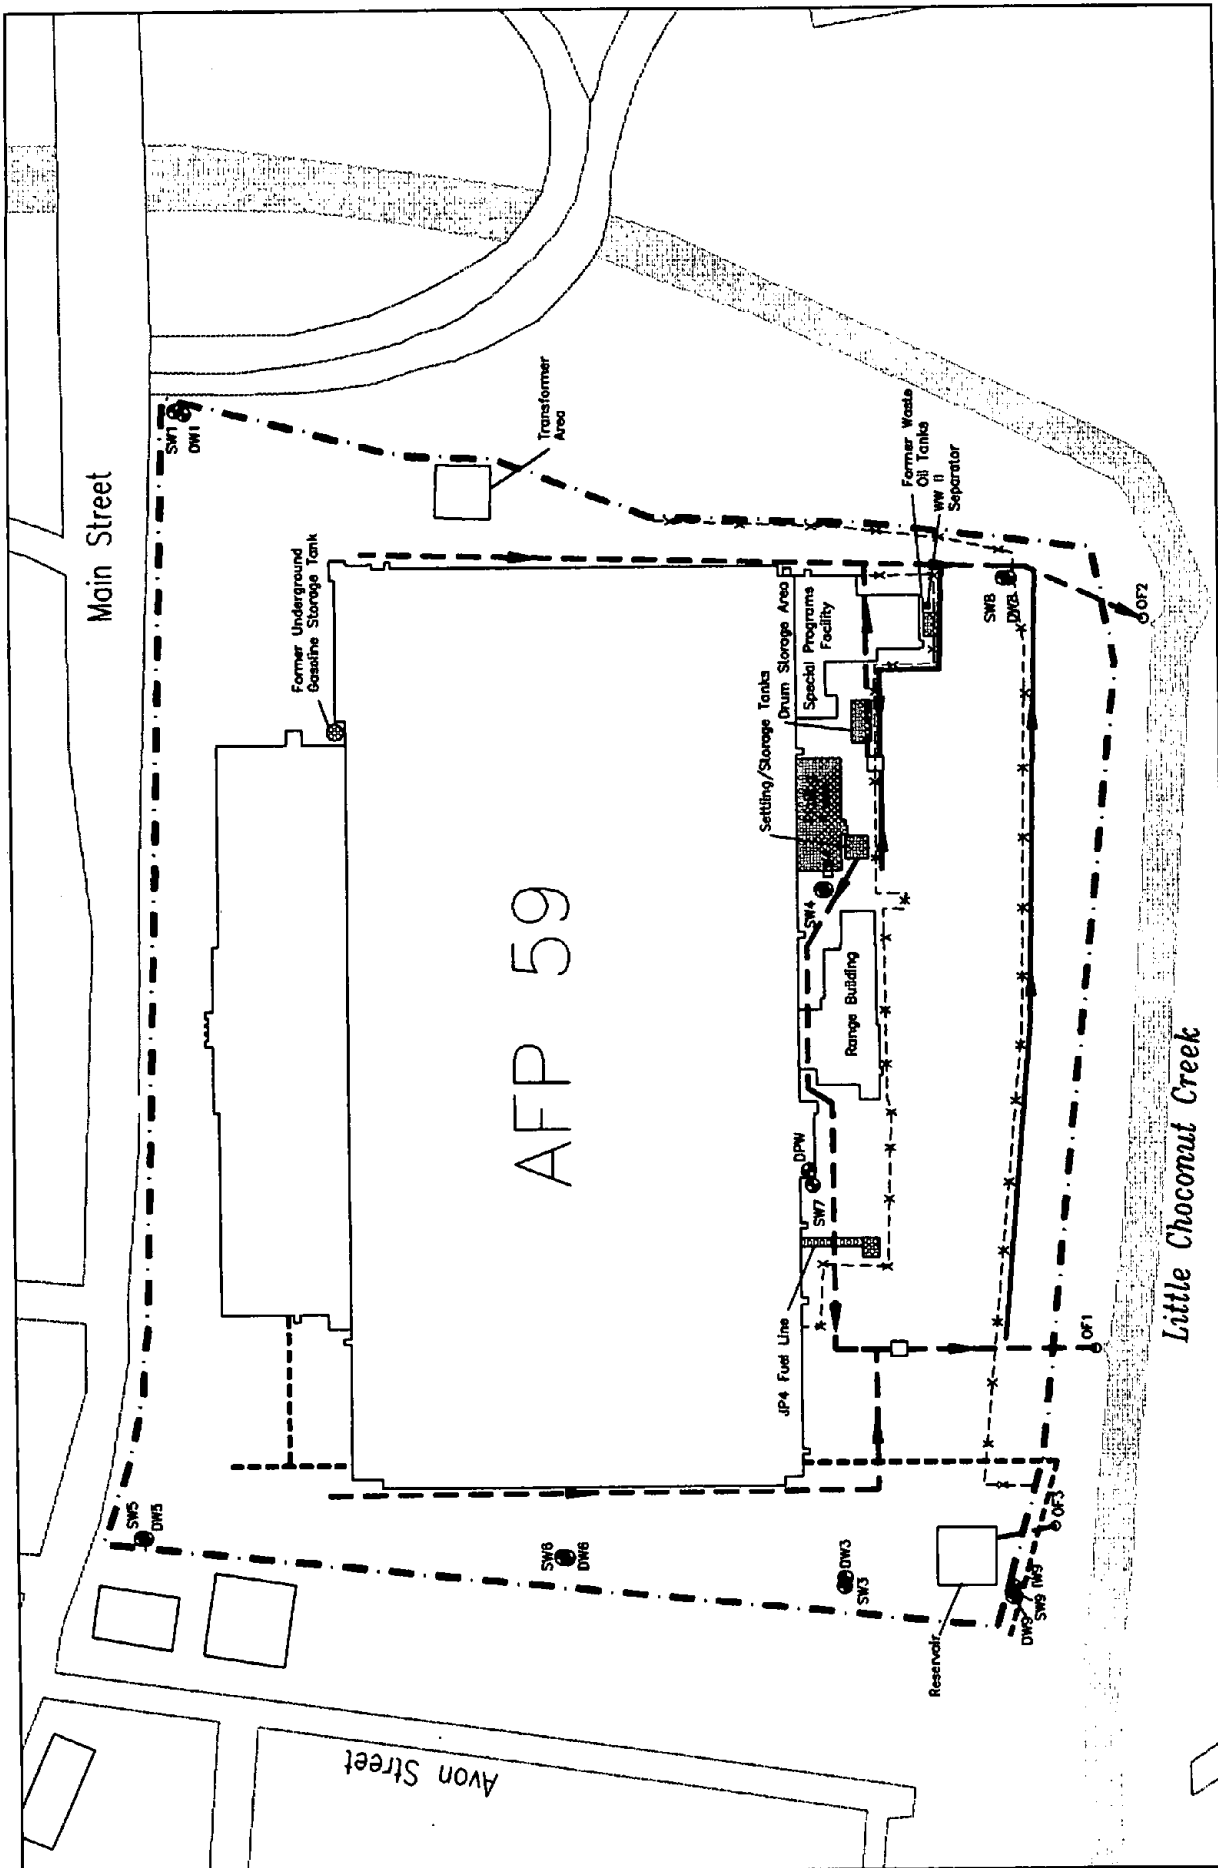 Main Street
SW1
DW1
Transformer
Area
Former Underground
Gasoline Storage Tank
Former Waste
Oil Tanks
WW II
Separator
Settling/Storage Tanks
Drum Storage Area
Special Programs
Facility
SW8
DW8
OF2
AFP 59
SW4
Range Building
DPW
SW7
JP4 Fuel Line
OF1
Little Choconut Creek
SW5
DW5
SW6
DW6
DW3
SW3
OF3
Reservoir
DW9
SW9
IW9
Avon Street